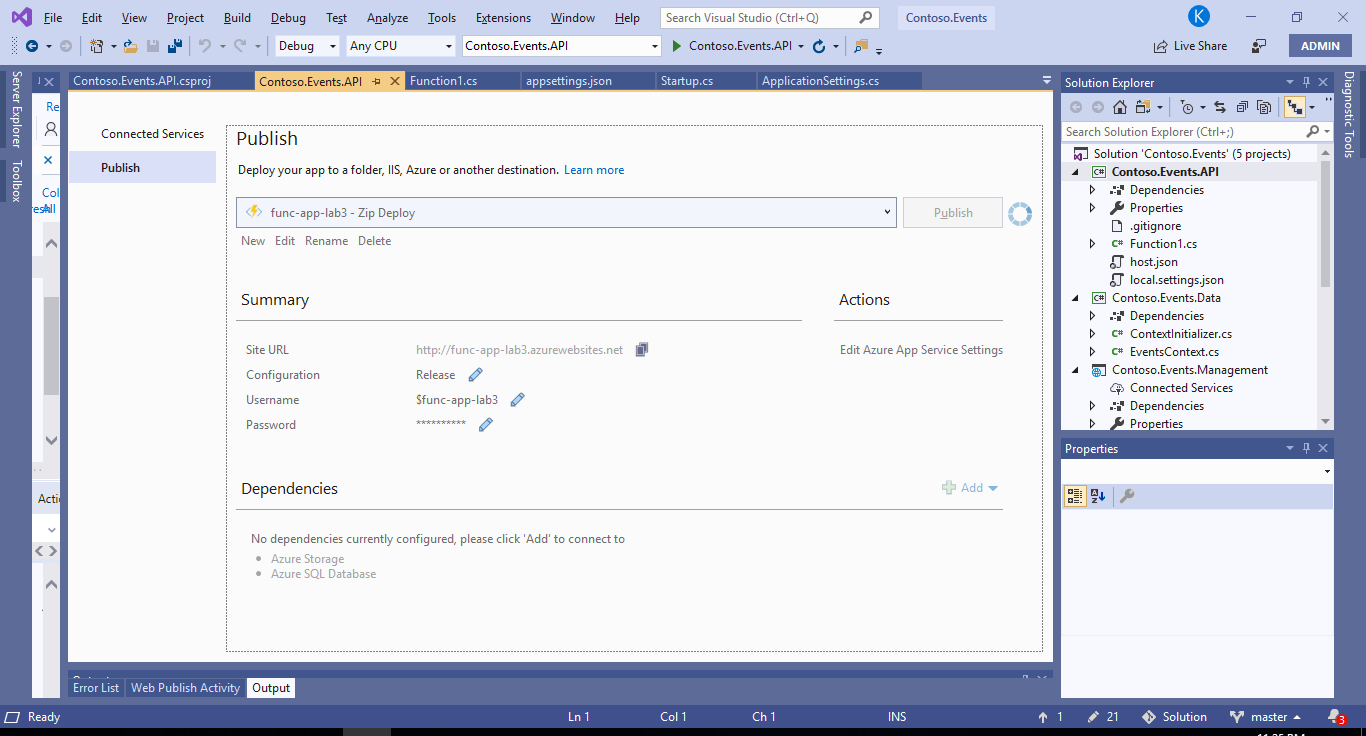 File Edit View Project Build Debug Test Analyze Tools Extensions Window Help Search Visual Studio (Ctrl+Q) Contoso.Events K
Debug Any CPU Contoso.Events.API Contoso.Events.API Live Share ADMIN
Server Explorer
Toolbox
Contoso.Events.API.csproj Contoso.Events.API Function1.cs appsettings.json Startup.cs ApplicationSettings.cs
Re
Col
All
Actio
Connected Services
Publish
Publish
Deploy your app to a folder, IIS, Azure or another destination. Learn more
func-app-lab3 - Zip Deploy Publish
New Edit Rename Delete
Summary Actions
Site URL http://func-app-lab3.azurewebsites.net Edit Azure App Service Settings
Configuration Release
Username $func-app-lab3
Password **********
Dependencies Add
No dependencies currently configured, please click 'Add' to connect to
• Azure Storage
• Azure SQL Database
Solution Explorer
Search Solution Explorer (Ctrl+;)
Solution 'Contoso.Events' (5 projects)
C# Contoso.Events.API
Dependencies
Properties
.gitignore
C# Function1.cs
host.json
local.settings.json
C# Contoso.Events.Data
Dependencies
C# ContextInitializer.cs
C# EventsContext.cs
Contoso.Events.Management
Connected Services
Dependencies
Properties
Properties
Diagnostic Tools
Error List Web Publish Activity Output
Ready Ln 1 Col 1 Ch 1 INS 1 21 Solution master 3